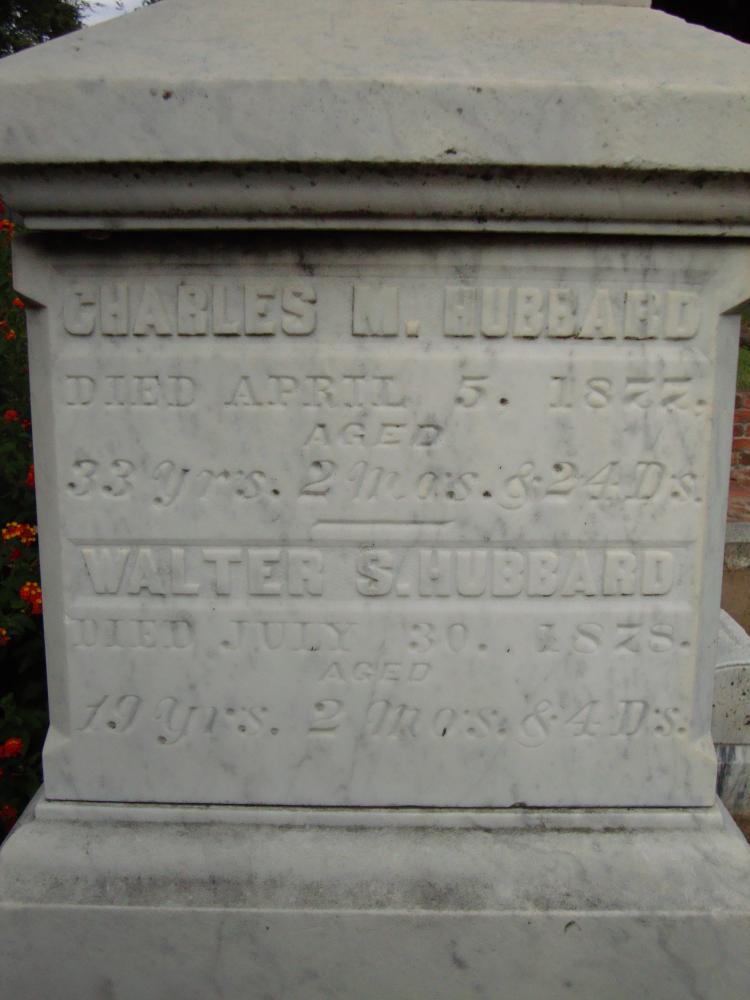 CHARLES M. HUBBARD
DIED APRIL 5. 1877,
AGED
33 Yrs. 2 Mos. & 24 Ds.
WALTER S. HUBBARD
DIED JULY 30. 1878.
AGED
19 Yrs. 2 Mos. & 4 Ds.